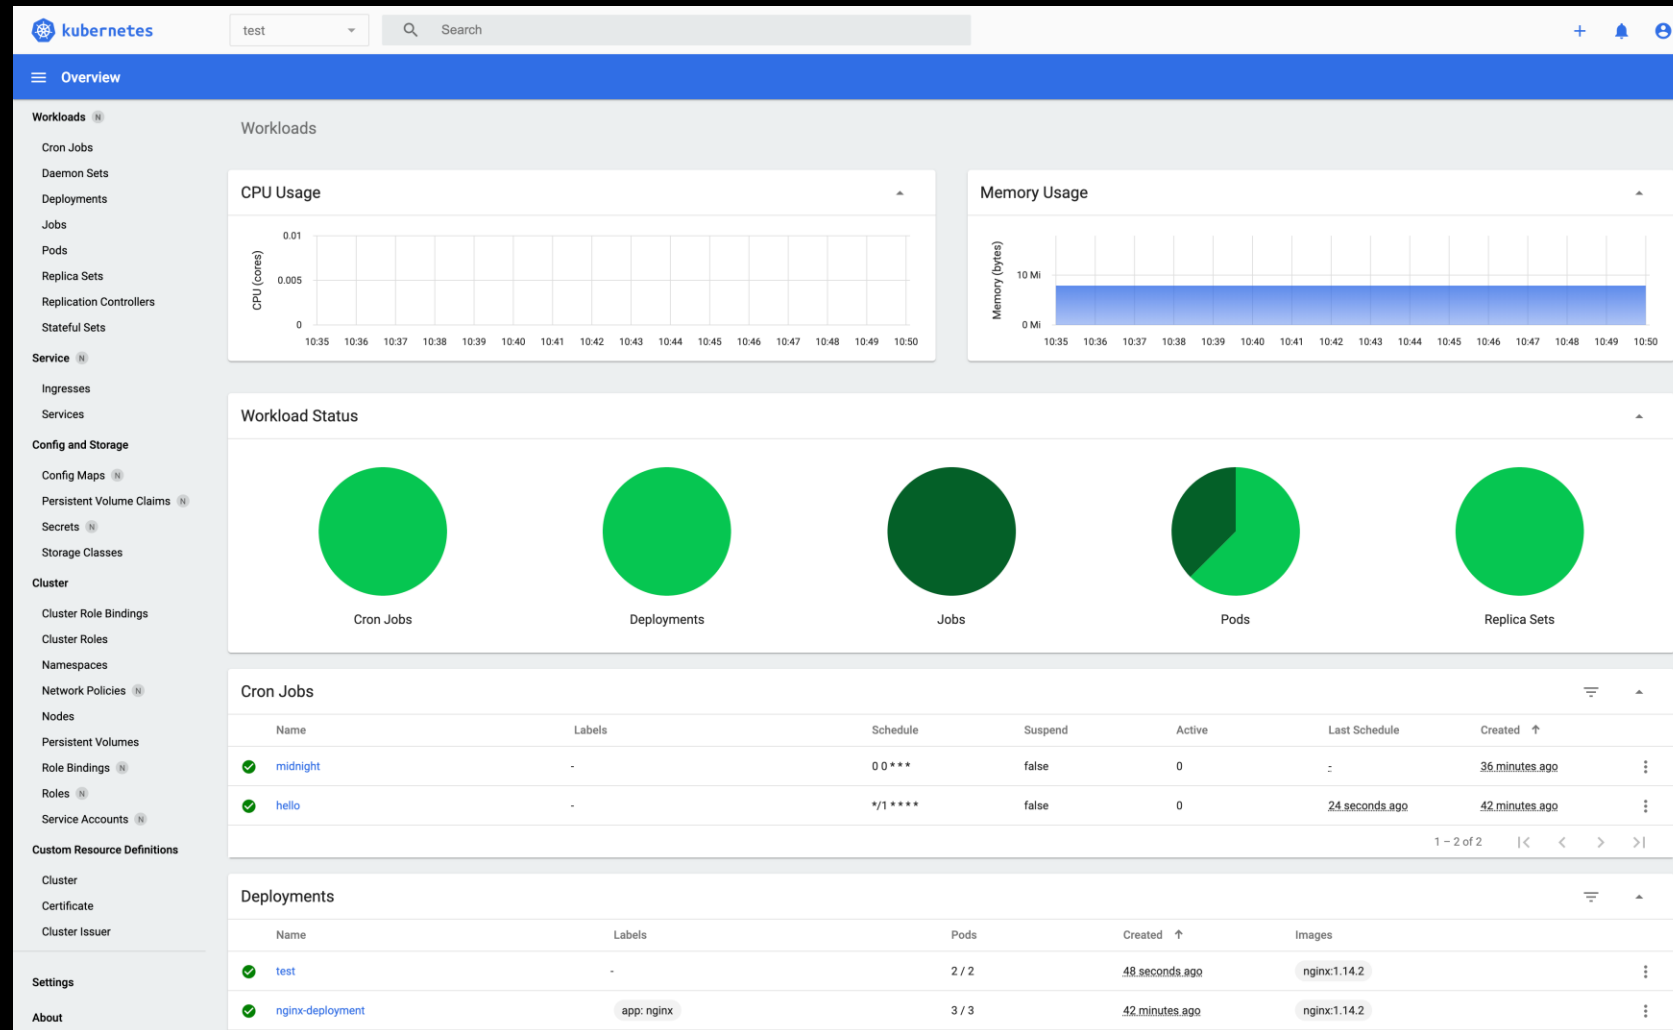 kubernetes
test
Search
Overview
Workloads N
Cron Jobs
Daemon Sets
Deployments
Jobs
Pods
Replica Sets
Replication Controllers
Stateful Sets
Service N
Ingresses
Services
Config and Storage
Config Maps N
Persistent Volume Claims N
Secrets N
Storage Classes
Cluster
Cluster Role Bindings
Cluster Roles
Namespaces
Network Policies N
Nodes
Persistent Volumes
Role Bindings N
Roles N
Service Accounts N
Custom Resource Definitions
Cluster
Certificate
Cluster Issuer
Settings
About
Workloads
CPU Usage
CPU (cores)
0.01
0.005
0
10:35 10:36 10:37 10:38 10:39 10:40 10:41 10:42 10:43 10:44 10:45 10:46 10:47 10:48 10:49 10:50
Memory Usage
Memory (bytes)
10 Mi
0 Mi
10:35 10:36 10:37 10:38 10:39 10:40 10:41 10:42 10:43 10:44 10:45 10:46 10:47 10:48 10:49 10:50
Workload Status
Cron Jobs Deployments Jobs Pods Replica Sets
Cron Jobs
Name Labels Schedule Suspend Active Last Schedule Created ↑
midnight - 0 0 * * * false 0 - 36 minutes ago
hello - */1 * * * * false 0 24 seconds ago 42 minutes ago
1 – 2 of 2
Deployments
Name Labels Pods Created ↑ Images
test - 2 / 2 48 seconds ago nginx:1.14.2
nginx-deployment app: nginx 3 / 3 42 minutes ago nginx:1.14.2